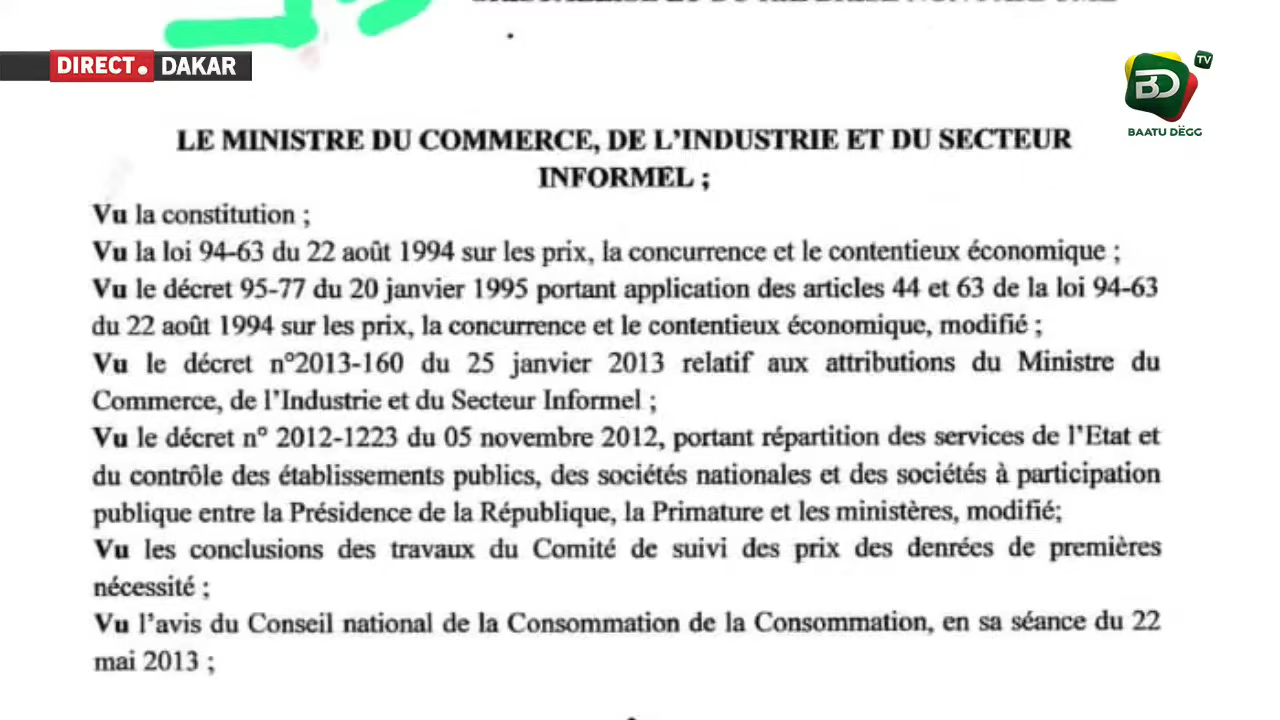 DIRECT. DAKAR
BD TV
BAATU DËGG
LE MINISTRE DU COMMERCE, DE L'INDUSTRIE ET DU SECTEUR
INFORMEL ;
Vu la constitution ;
Vu la loi 94-63 du 22 août 1994 sur les prix, la concurrence et le contentieux économique ;
Vu le décret 95-77 du 20 janvier 1995 portant application des articles 44 et 63 de la loi 94-63
du 22 août 1994 sur les prix, la concurrence et le contentieux économique, modifié ;
Vu le décret n°2013-160 du 25 janvier 2013 relatif aux attributions du Ministre du
Commerce, de l'Industrie et du Secteur Informel ;
Vu le décret n° 2012-1223 du 05 novembre 2012, portant répartition des services de l'Etat et
du contrôle des établissements publics, des sociétés nationales et des sociétés à participation
publique entre la Présidence de la République, la Primature et les ministères, modifié;
Vu les conclusions des travaux du Comité de suivi des prix des denrées de premières
nécessité ;
Vu l'avis du Conseil national de la Consommation de la Consommation, en sa séance du 22
mai 2013 ;